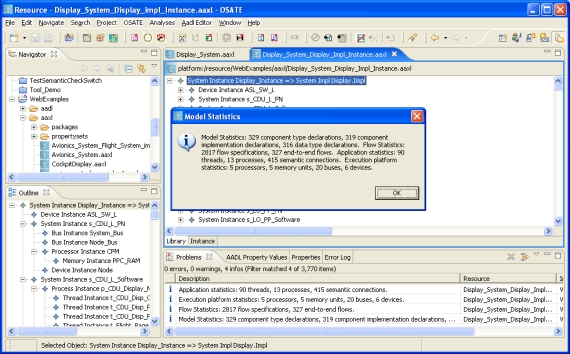 Resource - Display_System_Display_Impl_Instance.aaxl - OSATE
File Edit Navigate Search Project OSATE Analyses Aadl Editor Window Help
Navigator
TestSemanticCheckSwitch
Tool_Demo
WebExamples
aadl
aaxl
packages
propertysets
Avionics_System_Flight_System_im
Avionics_System.aaxl
CockpitDisplay.aaxl
Outline
System Instance Display_Instance => Syst
Device Instance ASL_SW_L
System Instance s_CDU_L_PN
Bus Instance System_Bus
Bus Instance Node_Bus
Processor Instance CPM
Memory Instance PPC_RAM
Device Instance Node
System Instance s_CDU_L_Software
Process Instance p_CDU_Display_N
Thread Instance t_CDU_Disp_C
Thread Instance t_CDU_Disp_F
Thread Instance t_CDU_Disp_F
Thread Instance t_Flight_Page
Display_System.aaxl
Display_System_Display_Impl_Instance.aaxl
platform:/resource/WebExamples/aaxl/Display_System_Display_Impl_Instance.aaxl
System Instance Display_Instance => System Impl Display.Impl
Device Instance ASL_SW_L
System Instance s_CDU_L_PN
Model Statistics
Model Statistics: 329 component type declarations, 319 component
implementation declarations, 316 data type declarations. Flow Statistics:
2817 flow specifications, 327 end-to-end flows. Application statistics: 90
threads, 13 processes, 415 semantic connections. Execution platform
statistics: 5 processors, 5 memory units, 20 buses, 6 devices.
OK
System Instance s_LO_PP_Software
Library Instance
Problems AADL Property Values Properties Error Log
0 errors, 0 warnings, 4 infos (Filter matched 4 of 3,770 items)
Description Resource
Application statistics: 90 threads, 13 processes, 415 semantic connections. Display_System_Display_Impl...
Execution platform statistics: 5 processors, 5 memory units, 20 buses, 6 devices. Display_System_Display_Impl...
Flow Statistics: 2817 flow specifications, 327 end-to-end flows. Display_System_Display_Impl...
Model Statistics: 329 component type declarations, 319 component implementation declarations, ... Display_System_Display_Impl...
Selected Object: System Instance Display_Instance => System Impl Display.Impl